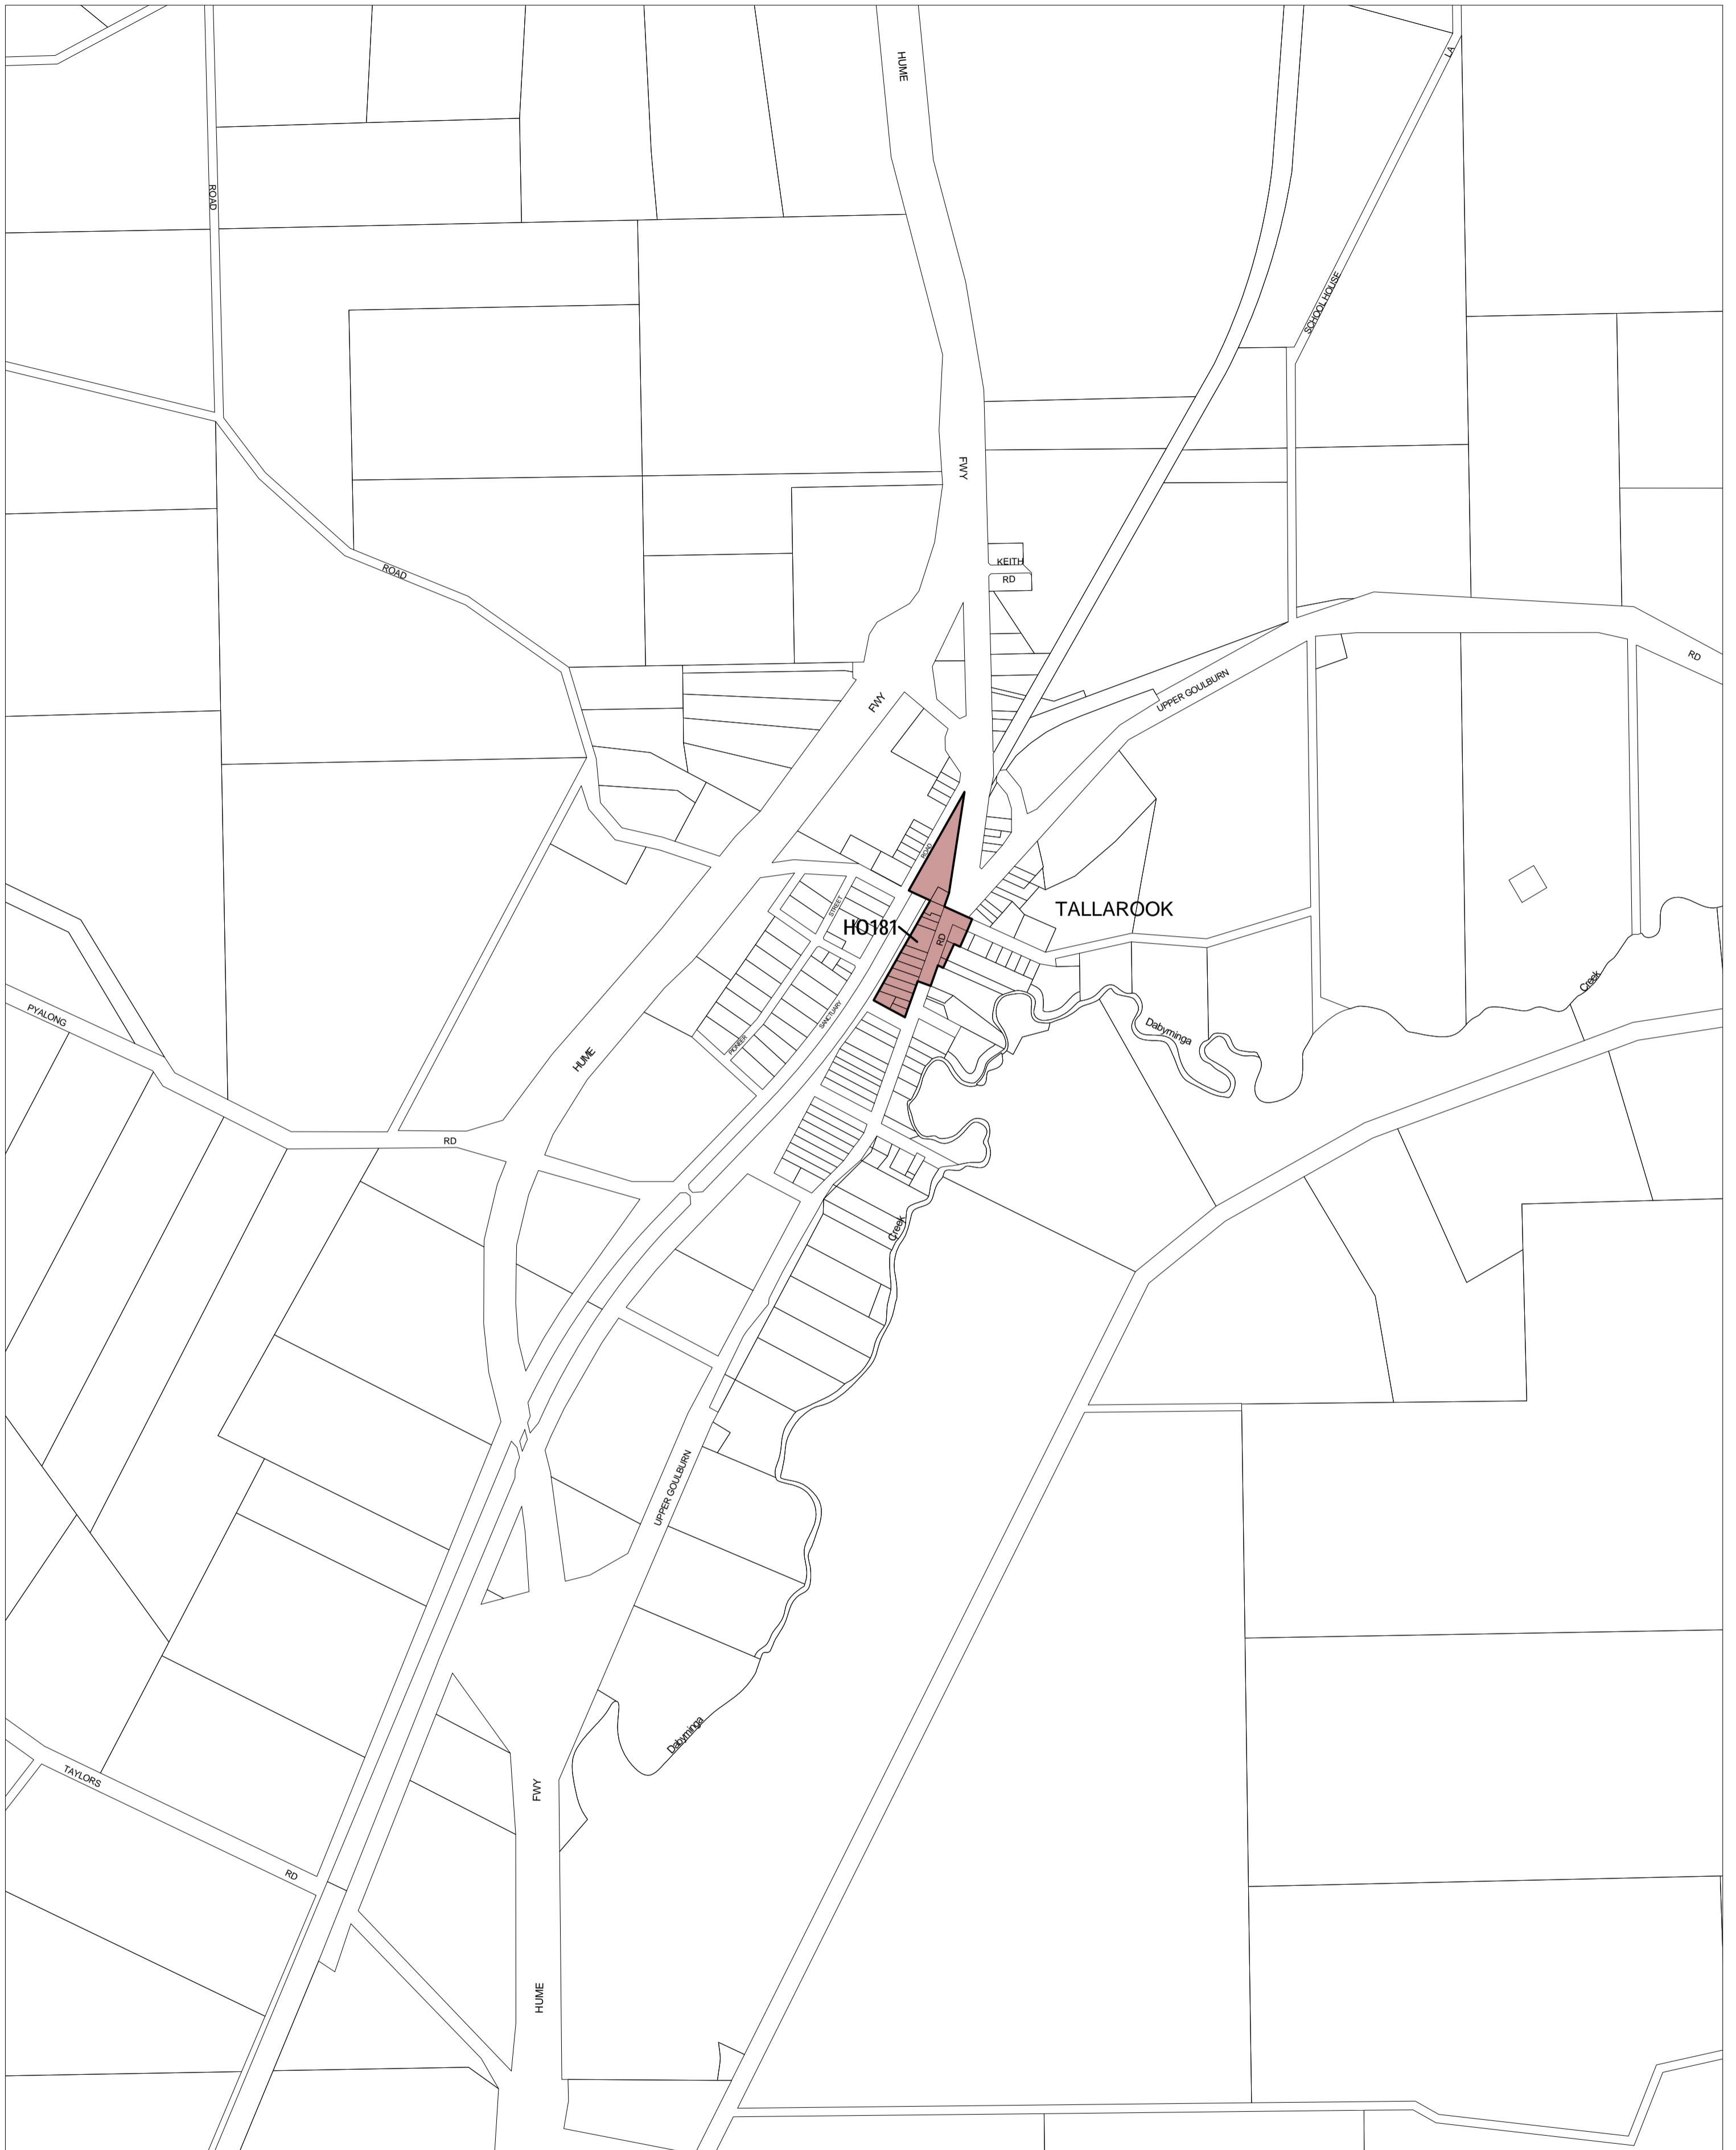 HUME
LA
ROAD
SCHOOL HOUSE
FWY
KEITH
RD
ROAD
RD
UPPER GOULBURN
FWY
ROAD
STREET
TALLAROOK
HO181
RD
Creek
PYALONG
SANCTUARY
Dabyminga
PIONEER
HUME
RD
Creek
UPPER GOULBURN
Dabyminga
TAYLORS
FWY
RD
HUME